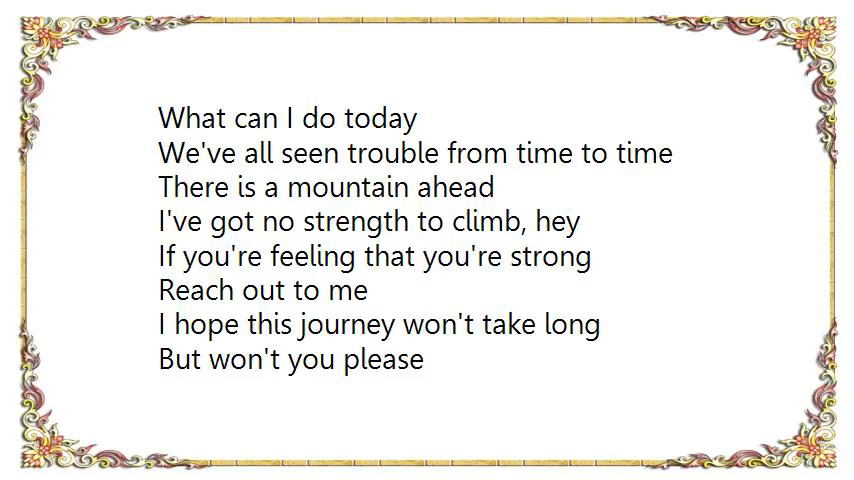 What can I do today
We've all seen trouble from time to time
There is a mountain ahead
I've got no strength to climb, hey
If you're feeling that you're strong
Reach out to me
I hope this journey won't take long
But won't you please